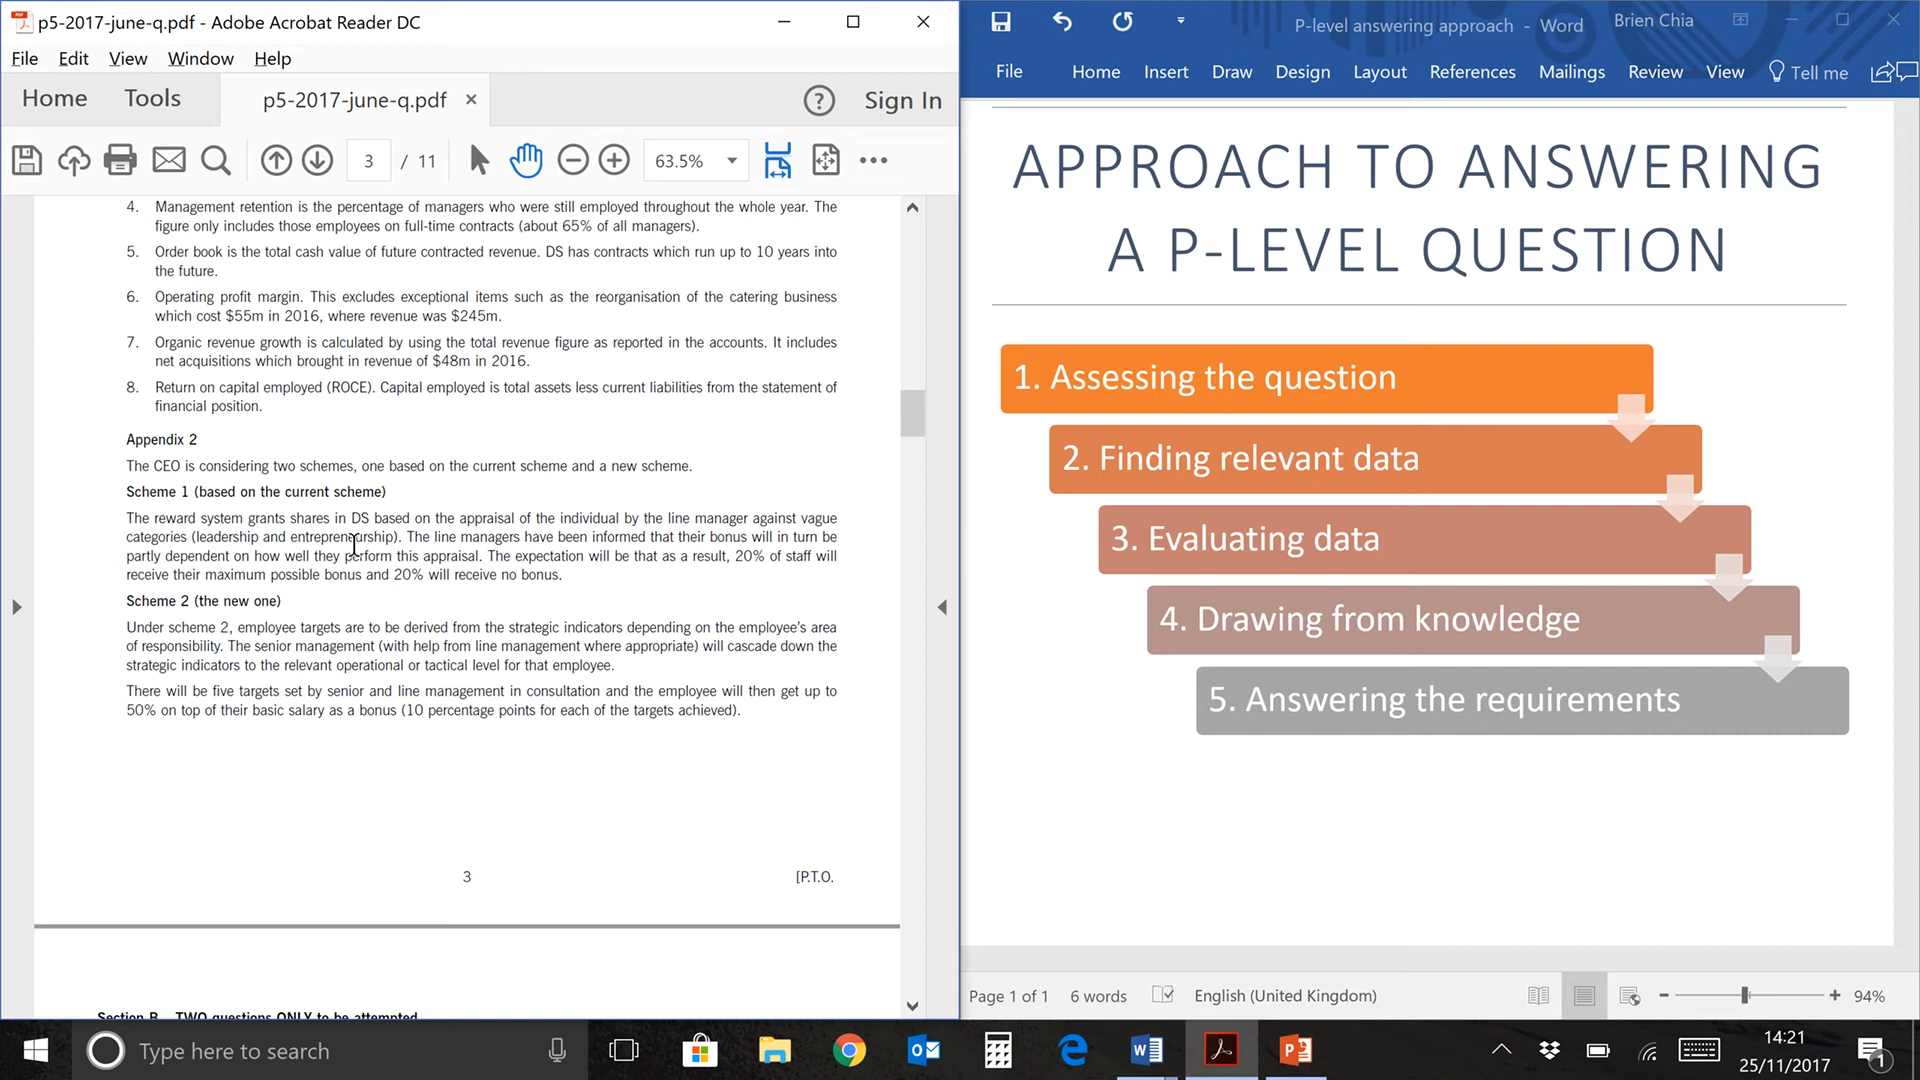 p5-2017-june-q.pdf - Adobe Acrobat Reader DC
File Edit View Window Help
Home Tools p5-2017-june-q.pdf × Sign In
3 / 11 63.5%
4. Management retention is the percentage of managers who were still employed throughout the whole year. The
figure only includes those employees on full-time contracts (about 65% of all managers).
5. Order book is the total cash value of future contracted revenue. DS has contracts which run up to 10 years into
the future.
6. Operating profit margin. This excludes exceptional items such as the reorganisation of the catering business
which cost $55m in 2016, where revenue was $245m.
7. Organic revenue growth is calculated by using the total revenue figure as reported in the accounts. It includes
net acquisitions which brought in revenue of $48m in 2016.
8. Return on capital employed (ROCE). Capital employed is total assets less current liabilities from the statement of
financial position.
Appendix 2
The CEO is considering two schemes, one based on the current scheme and a new scheme.
Scheme 1 (based on the current scheme)
The reward system grants shares in DS based on the appraisal of the individual by the line manager against vague
categories (leadership and entrepreneurship). The line managers have been informed that their bonus will in turn be
partly dependent on how well they perform this appraisal. The expectation will be that as a result, 20% of staff will
receive their maximum possible bonus and 20% will receive no bonus.
Scheme 2 (the new one)
Under scheme 2, employee targets are to be derived from the strategic indicators depending on the employee's area
of responsibility. The senior management (with help from line management where appropriate) will cascade down the
strategic indicators to the relevant operational or tactical level for that employee.
There will be five targets set by senior and line management in consultation and the employee will then get up to
50% on top of their basic salary as a bonus (10 percentage points for each of the targets achieved).
3 [P.T.O.
Section B – TWO questions ONLY to be attempted
P-level answering approach - Word Brien Chia
File Home Insert Draw Design Layout References Mailings Review View Tell me
APPROACH TO ANSWERING
A P-LEVEL QUESTION
1. Assessing the question
2. Finding relevant data
3. Evaluating data
4. Drawing from knowledge
5. Answering the requirements
Page 1 of 1 6 words English (United Kingdom) 94%
Type here to search
14:21
25/11/2017
1